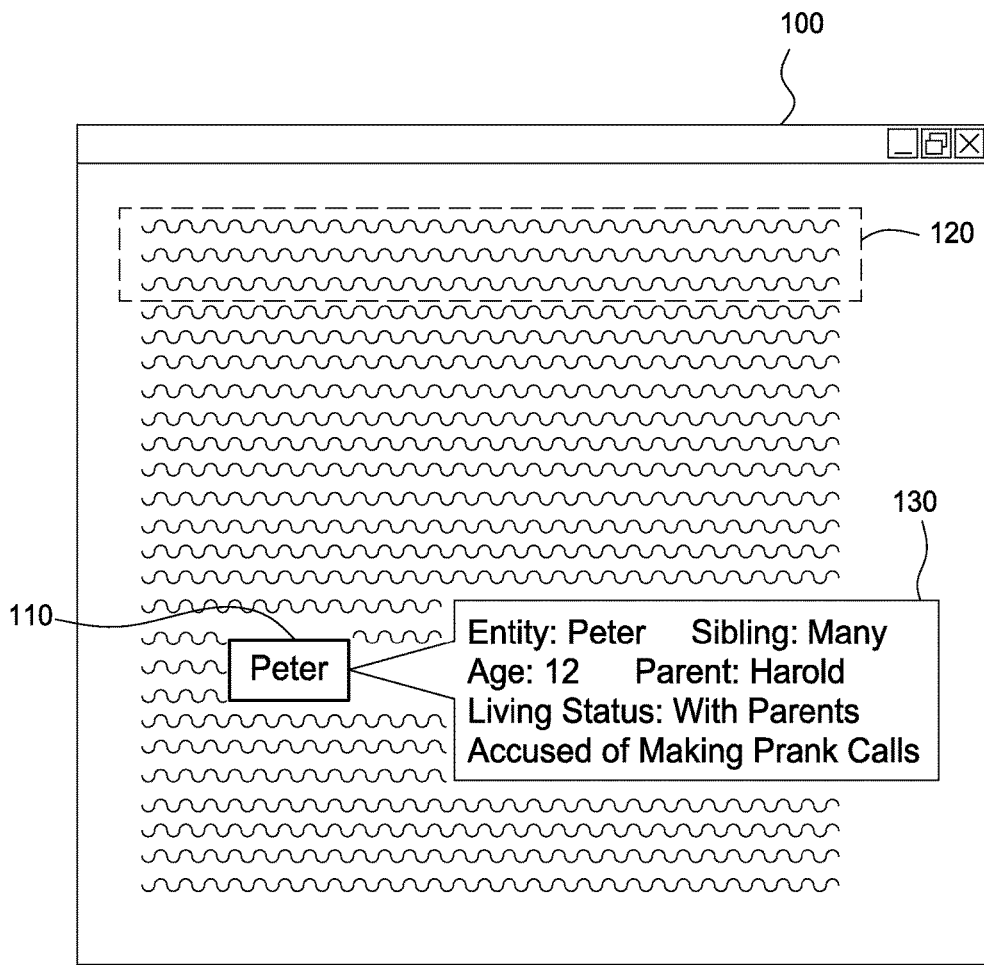 100
120
130
110
Peter
Entity: Peter Sibling: Many
Age: 12 Parent: Harold
Living Status: With Parents
Accused of Making Prank Calls